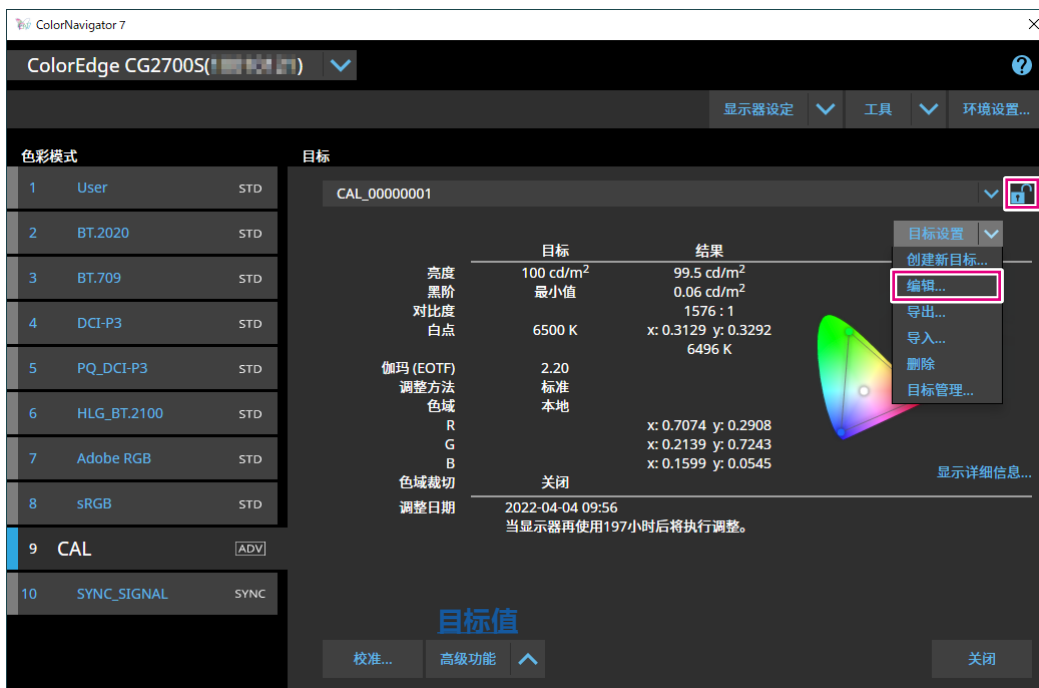 ColorNavigator 7
ColorEdge CG2700S( )
显示器设定 工具 环境设置...
色彩模式
1 User STD
2 BT.2020 STD
3 BT.709 STD
4 DCI-P3 STD
5 PQ_DCI-P3 STD
6 HLG_BT.2100 STD
7 Adobe RGB STD
8 sRGB STD
9 CAL ADV
10 SYNC_SIGNAL SYNC
目标
CAL_00000001
目标设置
创建新目标...
编辑...
导出...
导入...
删除
目标管理...
目标 结果
亮度 100 cd/m² 99.5 cd/m²
黑阶 最小值 0.06 cd/m²
对比度 1576 : 1
白点 6500 K x: 0.3129 y: 0.3292
6496 K
伽玛 (EOTF) 2.20
调整方法 标准
色域 本地
R x: 0.7074 y: 0.2908
G x: 0.2139 y: 0.7243
B x: 0.1599 y: 0.0545
色域裁切 关闭
显示详细信息...
调整日期 2022-04-04 09:56
当显示器再使用197小时后将执行调整。
目标值
校准... 高级功能 关闭